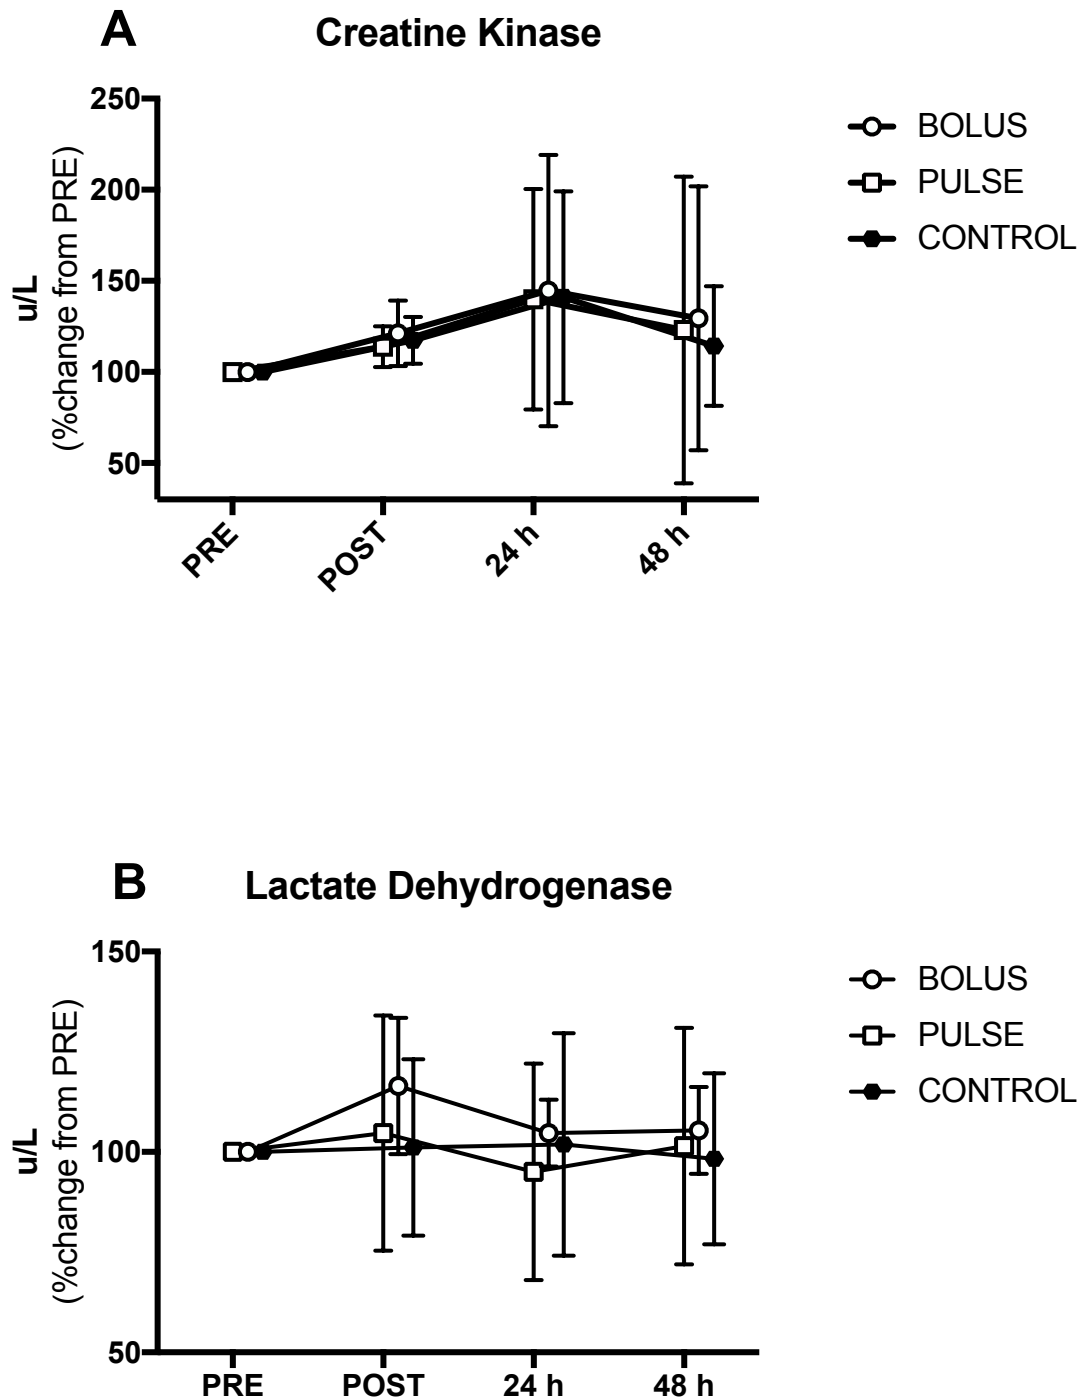 A
Creatine Kinase
u/L
(%change from PRE)
250
200
150
100
50
PRE
POST
24 h
48 h
BOLUS
PULSE
CONTROL
B
Lactate Dehydrogenase
u/L
(%change from PRE)
150
100
50
PRE
POST
24 h
48 h
BOLUS
PULSE
CONTROL